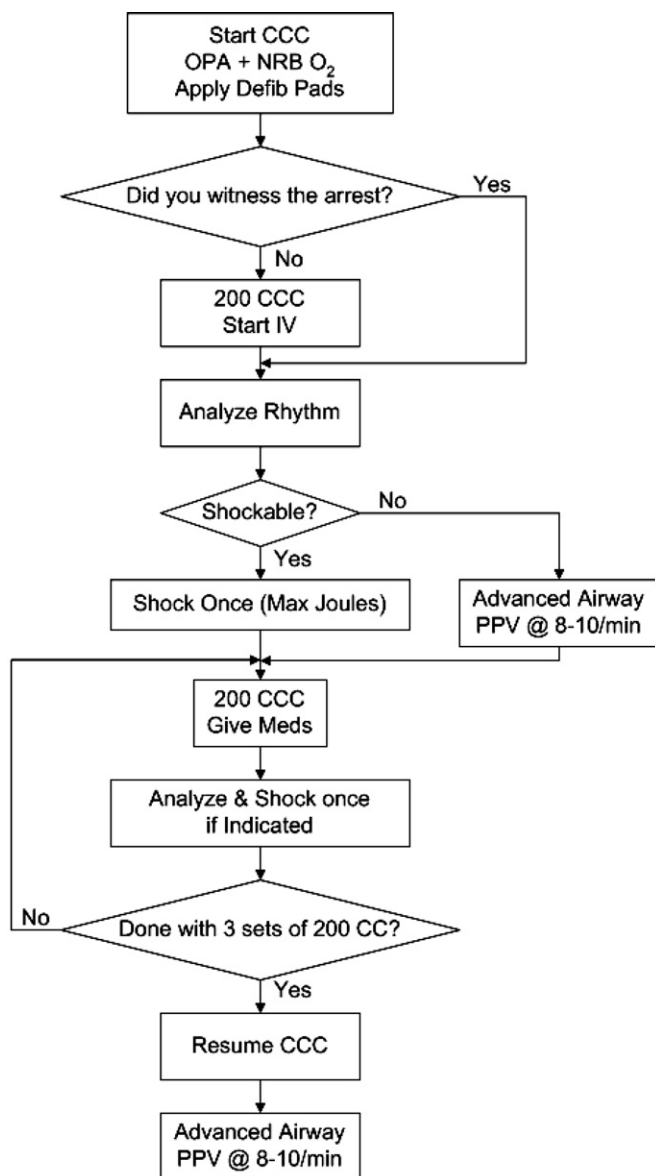 Start CCC
OPA + NRB O₂
Apply Defib Pads
Did you witness the arrest?
Yes
No
200 CCC
Start IV
Analyze Rhythm
Shockable?
No
Yes
Shock Once (Max Joules)
Advanced Airway
PPV @ 8-10/min
200 CCC
Give Meds
Analyze & Shock once
if Indicated
No
Done with 3 sets of 200 CC?
Yes
Resume CCC
Advanced Airway
PPV @ 8-10/min